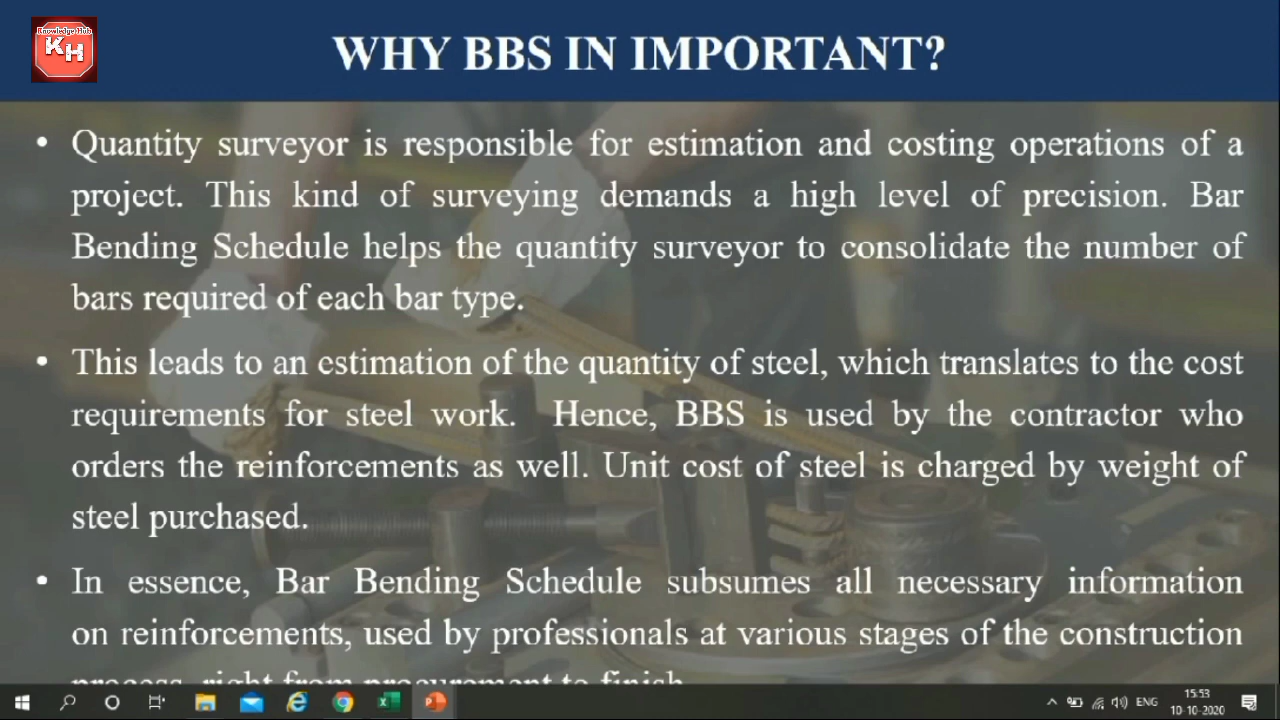 Knowledge Hub
KH
WHY BBS IN IMPORTANT?
• Quantity surveyor is responsible for estimation and costing operations of a
project. This kind of surveying demands a high level of precision. Bar
Bending Schedule helps the quantity surveyor to consolidate the number of
bars required of each bar type.
• This leads to an estimation of the quantity of steel, which translates to the cost
requirements for steel work. Hence, BBS is used by the contractor who
orders the reinforcements as well. Unit cost of steel is charged by weight of
steel purchased.
• In essence, Bar Bending Schedule subsumes all necessary information
on reinforcements, used by professionals at various stages of the construction
process, right from procurement to finish
ENG
15:53
10-10-2020